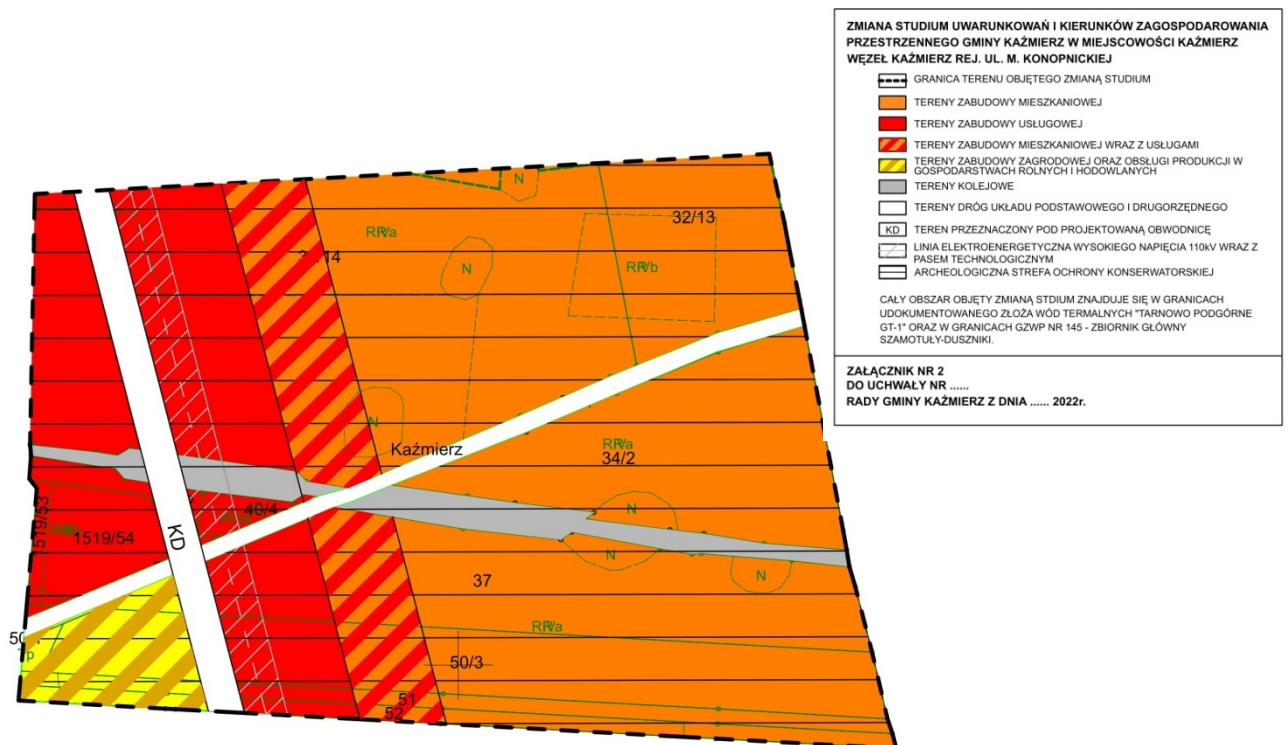 ZMIANA STUDIUM UWARUNKOWAŃ I KIERUNKÓW ZAGOSPODAROWANIA
PRZESTRZENNEGO GMINY KAŹMIERZ W MIEJSCOWOŚCI KAŹMIERZ
WĘZEŁ KAŹMIERZ REJ. UL. M. KONOPNICKIEJ
GRANICA TERENU OBJĘTEGO ZMIANĄ STUDIUM
TERENY ZABUDOWY MIESZKANIOWEJ
TERENY ZABUDOWY USŁUGOWEJ
TERENY ZABUDOWY MIESZKANIOWEJ WRAZ Z USŁUGAMI
TERENY ZABUDOWY ZAGRODOWEJ ORAZ OBSŁUGI PRODUKCJI W
GOSPODARSTWACH ROLNYCH I HODOWLANYCH
TERENY KOLEJOWE
TERENY DRÓG UKŁADU PODSTAWOWEGO I DRUGORZĘDNEGO
KD TEREN PRZEZNACZONY POD PROJEKTOWANĄ OBWODNICĘ
LINIA ELEKTROENERGETYCZNA WYSOKIEGO NAPIĘCIA 110kV WRAZ Z
PASEM TECHNOLOGICZNYM
ARCHEOLOGICZNA STREFA OCHRONY KONSERWATORSKIEJ
CAŁY OBSZAR OBJĘTY ZMIANĄ STDIUM ZNAJDUJE SIĘ W GRANICACH
UDOKUMENTOWANEGO ZŁOŻA WÓD TERMALNYCH "TARNOWO PODGÓRNE
GT-1" ORAZ W GRANICACH GZWP NR 145 - ZBIORNIK GŁÓWNY
SZAMOTUŁY-DUSZNIKI.
ZAŁĄCZNIK NR 2
DO UCHWAŁY NR ......
RADY GMINY KAŹMIERZ Z DNIA ...... 2022r.
N
32/13
N
N
Kaźmierz
34/2
N
40/4
1519/53
1519/54
KD
N
N
37
50/3
51
52